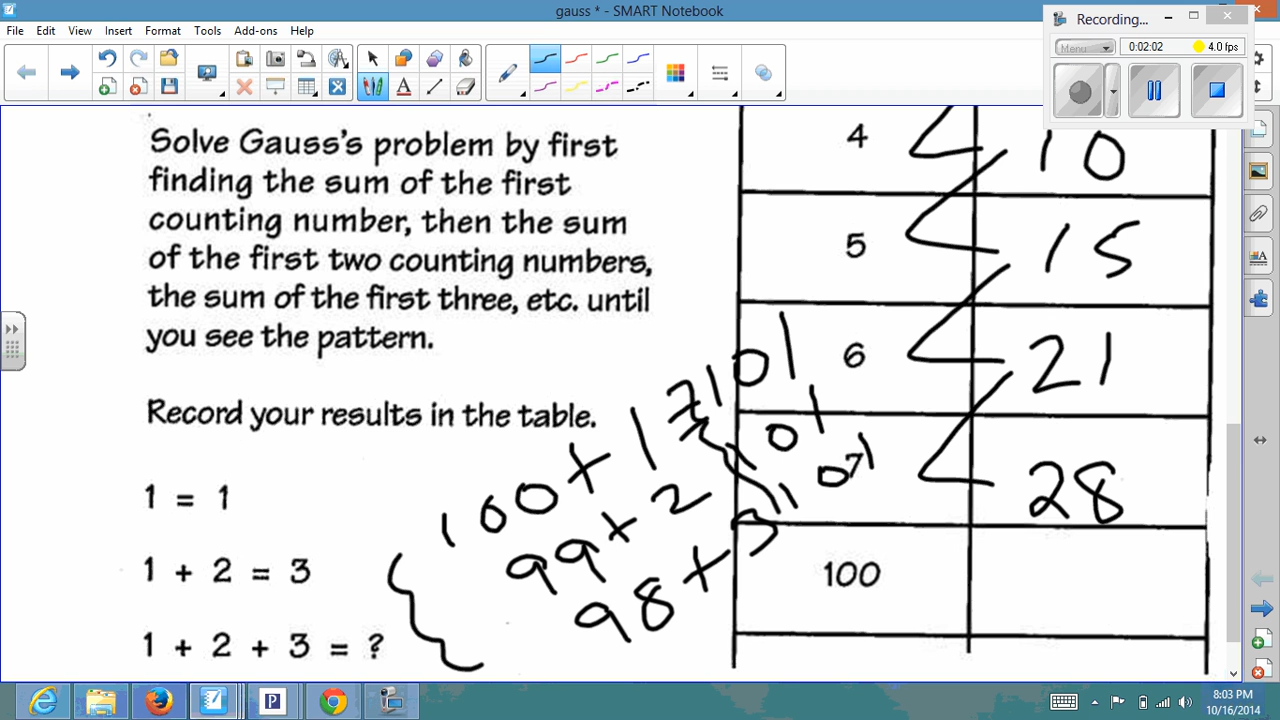 gauss * - SMART Notebook
File Edit View Insert Format Tools Add-ons Help
Recording...
Menu
0:02:02
4.0 fps
A
Solve Gauss's problem by first
finding the sum of the first
counting number, then the sum
of the first two counting numbers,
the sum of the first three, etc. until
you see the pattern.
Record your results in the table.
1 = 1
1 + 2 = 3
1 + 2 + 3 = ?
4 10
5 15
6 21
7 28
100
100 + 1 = 101
99 + 2 = 101
98 + 3
8:03 PM
10/16/2014